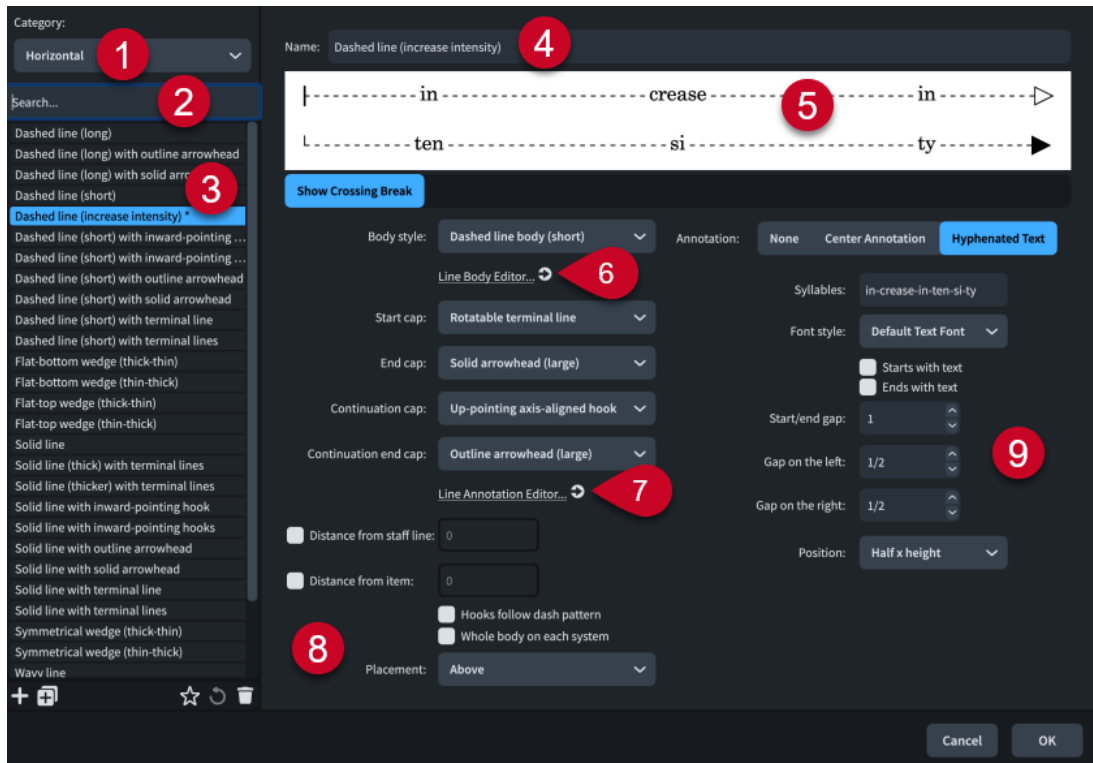 Category:
Horizontal
1
Search...
2
Dashed line (long)
Dashed line (long) with outline arrowhead
Dashed line (long) with solid
3
Dashed line (short)
Dashed line (increase intensity) *
Dashed line (short) with inward-pointing ...
Dashed line (short) with inward-pointing ...
Dashed line (short) with outline arrowhead
Dashed line (short) with solid arrowhead
Dashed line (short) with terminal line
Dashed line (short) with terminal lines
Flat-bottom wedge (thick-thin)
Flat-bottom wedge (thin-thick)
Flat-top wedge (thick-thin)
Flat-top wedge (thin-thick)
Solid line
Solid line (thick) with terminal lines
Solid line (thicker) with terminal lines
Solid line with inward-pointing hook
Solid line with inward-pointing hooks
Solid line with outline arrowhead
Solid line with solid arrowhead
Solid line with terminal line
Solid line with terminal lines
Symmetrical wedge (thick-thin)
Symmetrical wedge (thin-thick)
Wavy line
Name: Dashed line (increase intensity)
4
in crease in
5
ten si ty
Show Crossing Break
Body style: Dashed line body (short)
Line Body Editor...
6
Start cap: Rotatable terminal line
End cap: Solid arrowhead (large)
Continuation cap: Up-pointing axis-aligned hook
Continuation end cap: Outline arrowhead (large)
Line Annotation Editor...
7
Distance from staff line: 0
Distance from item: 0
Hooks follow dash pattern
Whole body on each system
8
Placement: Above
Annotation: None Center Annotation Hyphenated Text
Syllables: in-crease-in-ten-si-ty
Font style: Default Text Font
Starts with text
Ends with text
Start/end gap: 1
Gap on the left: 1/2
9
Gap on the right: 1/2
Position: Half x height
Cancel OK